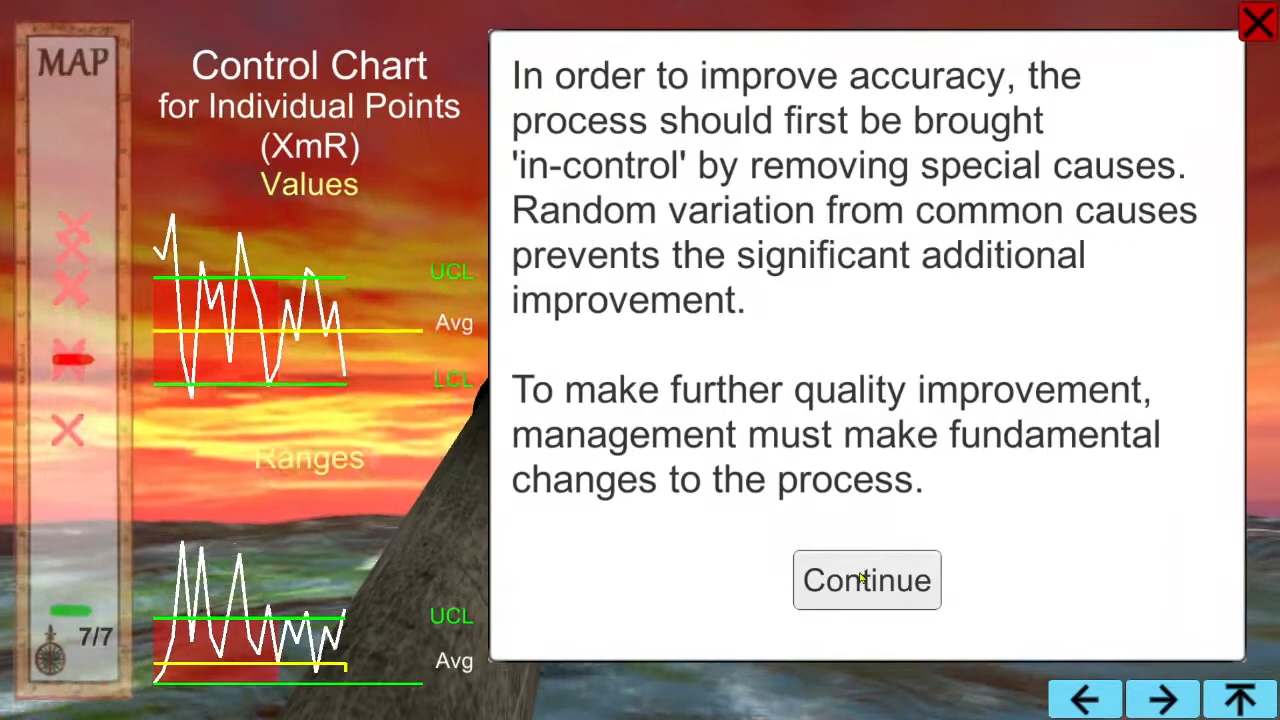 MAP
Control Chart
for Individual Points
(XmR)
Values
UCL
Avg
LCL
Ranges
UCL
Avg
7/7
In order to improve accuracy, the
process should first be brought
'in-control' by removing special causes.
Random variation from common causes
prevents the significant additional
improvement.
To make further quality improvement,
management must make fundamental
changes to the process.
Continue